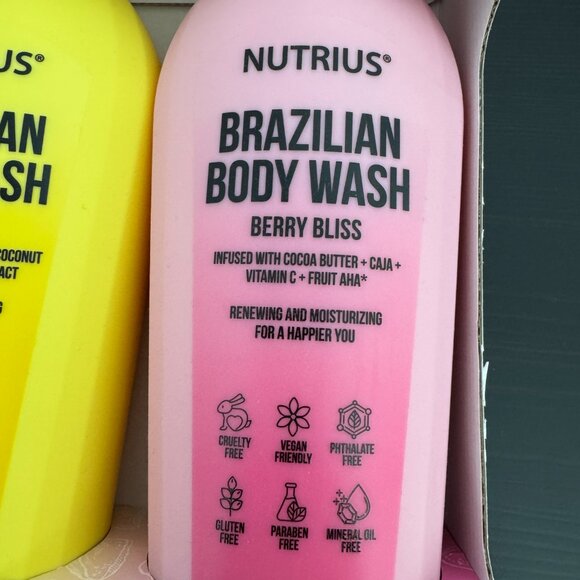 US®
AN
SH
COCONUT
ACT
G
NUTRIUS®
BRAZILIAN
BODY WASH
BERRY BLISS
INFUSED WITH COCOA BUTTER + CAJA +
VITAMIN C + FRUIT AHA*
RENEWING AND MOISTURIZING
FOR A HAPPIER YOU
CRUELTY
FREE
VEGAN
FRIENDLY
PHTHALATE
FREE
GLUTEN
FREE
PARABEN
FREE
MINERAL OIL
FREE